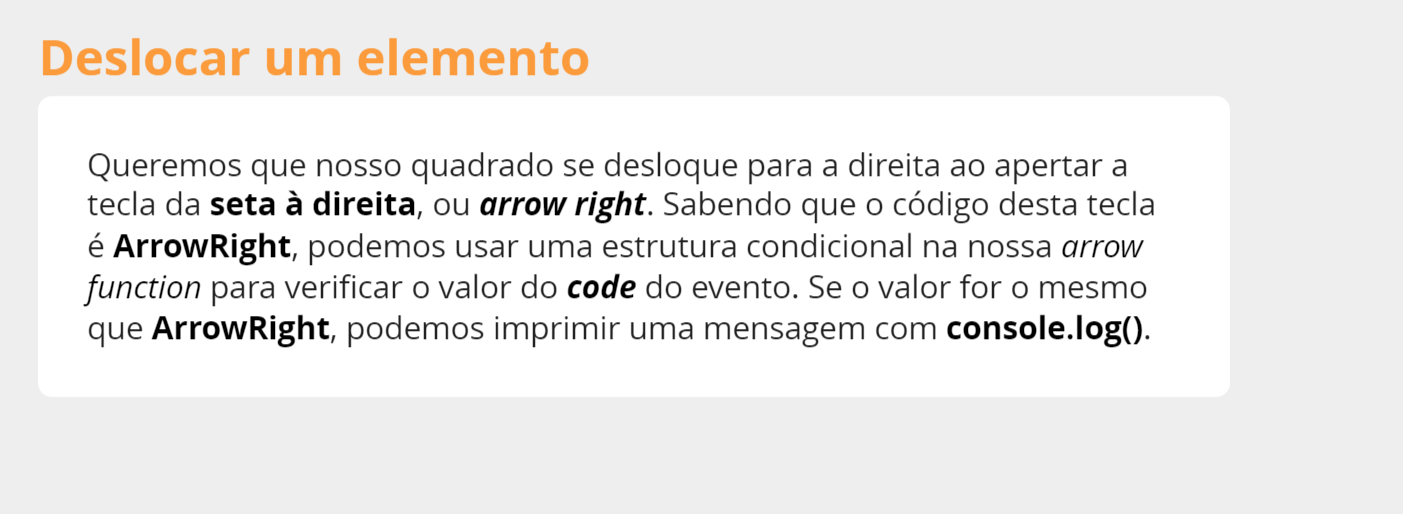 Deslocar um elemento
Queremos que nosso quadrado se desloque para a direita ao apertar a
tecla da seta à direita, ou arrow right. Sabendo que o código desta tecla
é ArrowRight, podemos usar uma estrutura condicional na nossa arrow
function para verificar o valor do code do evento. Se o valor for o mesmo
que ArrowRight, podemos imprimir uma mensagem com console.log().